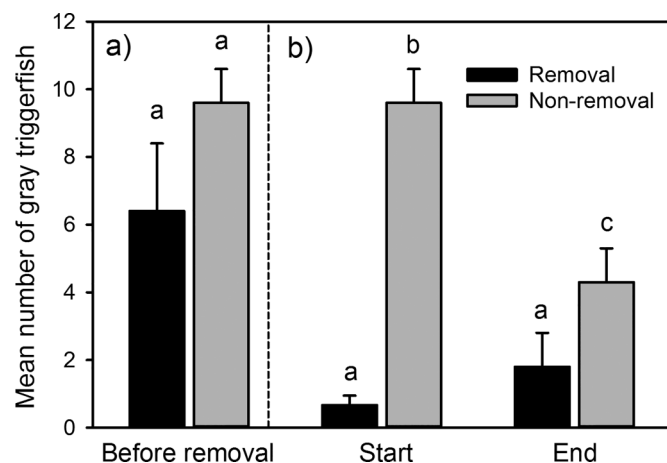 Mean number of gray triggerfish
12
10
8
6
4
2
0
a)
b)
a
a
a
b
a
c
Removal
Non-removal
Before removal
Start
End